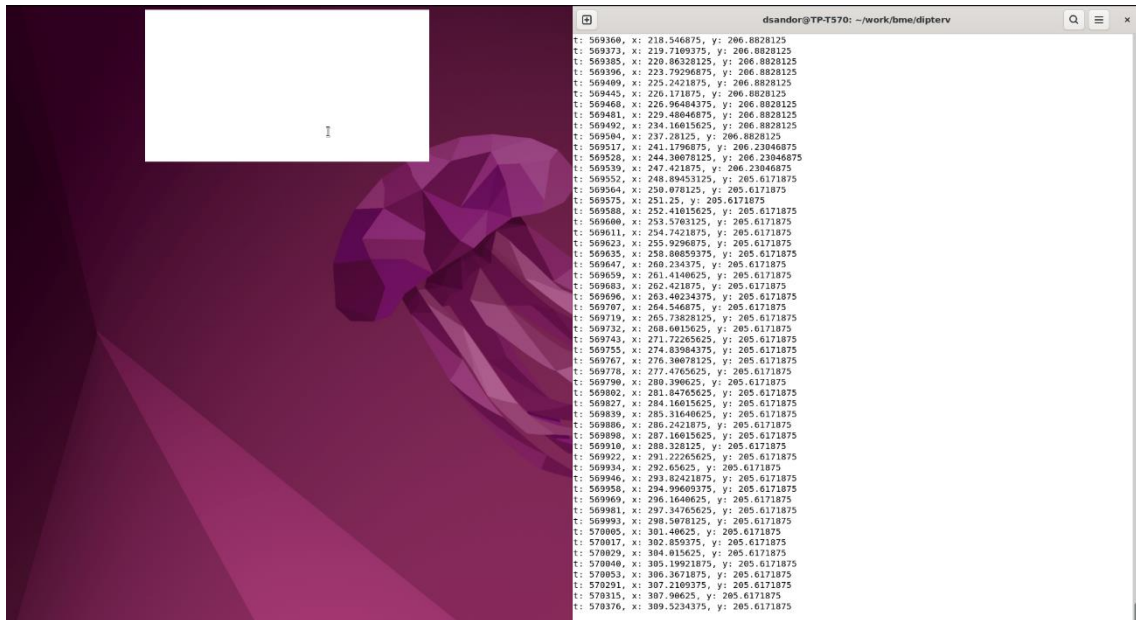 dsandor@TP-T570: ~/work/bme/dipterv
t: 569360, x: 218.546875, y: 206.8828125
t: 569373, x: 219.7109375, y: 206.8828125
t: 569385, x: 220.86328125, y: 206.8828125
t: 569396, x: 223.79296875, y: 206.8828125
t: 569409, x: 225.2421875, y: 206.8828125
t: 569445, x: 226.171875, y: 206.8828125
t: 569468, x: 226.96484375, y: 206.8828125
t: 569481, x: 229.48046875, y: 206.8828125
t: 569492, x: 234.16015625, y: 206.8828125
t: 569504, x: 237.28125, y: 206.8828125
t: 569517, x: 241.1796875, y: 206.23046875
t: 569528, x: 244.30078125, y: 206.23046875
t: 569539, x: 247.421875, y: 206.23046875
t: 569552, x: 248.89453125, y: 205.6171875
t: 569564, x: 250.078125, y: 205.6171875
t: 569575, x: 251.25, y: 205.6171875
t: 569588, x: 252.41015625, y: 205.6171875
t: 569600, x: 253.5703125, y: 205.6171875
t: 569611, x: 254.7421875, y: 205.6171875
t: 569623, x: 255.9296875, y: 205.6171875
t: 569635, x: 258.80859375, y: 205.6171875
t: 569647, x: 260.234375, y: 205.6171875
t: 569659, x: 261.4140625, y: 205.6171875
t: 569683, x: 262.421875, y: 205.6171875
t: 569696, x: 263.40234375, y: 205.6171875
t: 569707, x: 264.546875, y: 205.6171875
t: 569719, x: 265.73828125, y: 205.6171875
t: 569732, x: 268.6015625, y: 205.6171875
t: 569743, x: 271.72265625, y: 205.6171875
t: 569755, x: 274.83984375, y: 205.6171875
t: 569767, x: 276.30078125, y: 205.6171875
t: 569778, x: 277.4765625, y: 205.6171875
t: 569790, x: 280.390625, y: 205.6171875
t: 569802, x: 281.84765625, y: 205.6171875
t: 569827, x: 284.16015625, y: 205.6171875
t: 569839, x: 285.31640625, y: 205.6171875
t: 569886, x: 286.2421875, y: 205.6171875
t: 569898, x: 287.16015625, y: 205.6171875
t: 569910, x: 288.328125, y: 205.6171875
t: 569922, x: 291.22265625, y: 205.6171875
t: 569934, x: 292.65625, y: 205.6171875
t: 569946, x: 293.82421875, y: 205.6171875
t: 569958, x: 294.99609375, y: 205.6171875
t: 569969, x: 296.1640625, y: 205.6171875
t: 569981, x: 297.34765625, y: 205.6171875
t: 569993, x: 298.5078125, y: 205.6171875
t: 570005, x: 301.40625, y: 205.6171875
t: 570017, x: 302.859375, y: 205.6171875
t: 570029, x: 304.015625, y: 205.6171875
t: 570040, x: 305.19921875, y: 205.6171875
t: 570053, x: 306.3671875, y: 205.6171875
t: 570291, x: 307.2109375, y: 205.6171875
t: 570315, x: 307.90625, y: 205.6171875
t: 570376, x: 309.5234375, y: 205.6171875